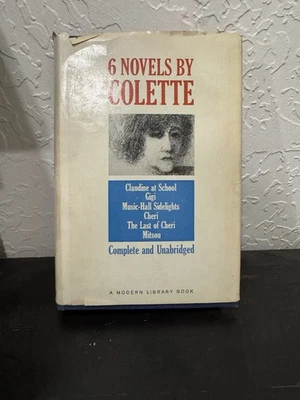 6 NOVELS BY
COLETTE
Claudine at School
Gigi
Music-Hall Sidelights
Cheri
The Last of Cheri
Mitsou
Complete and Unabridged
A MODERN LIBRARY BOOK